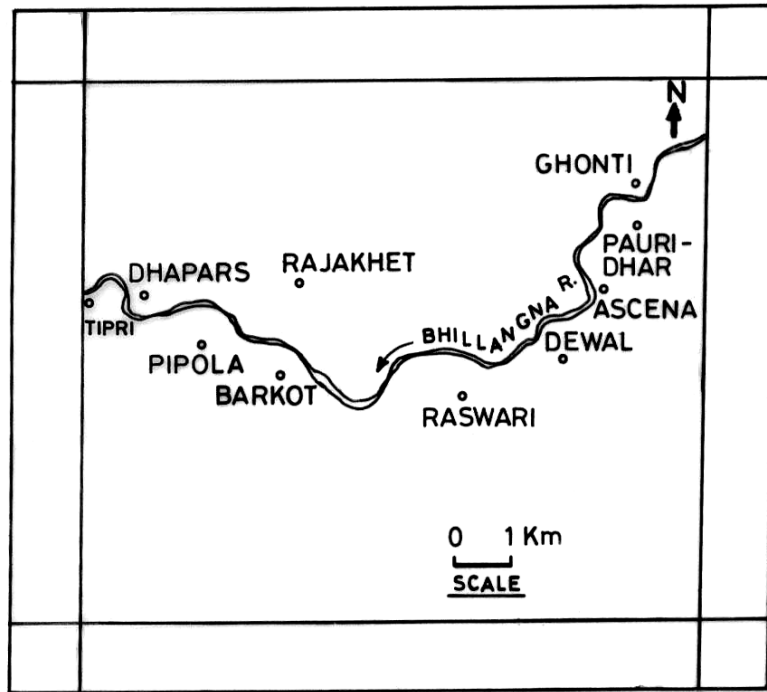 N
GHONTI
PAURI-
DHAR
RAJAKHET
DHAPARS
ASCENA
TIPRI
BHILLANGNA R.
DEWAL
PIPOLA
BARKOT
RASWARI
0 1 Km
SCALE